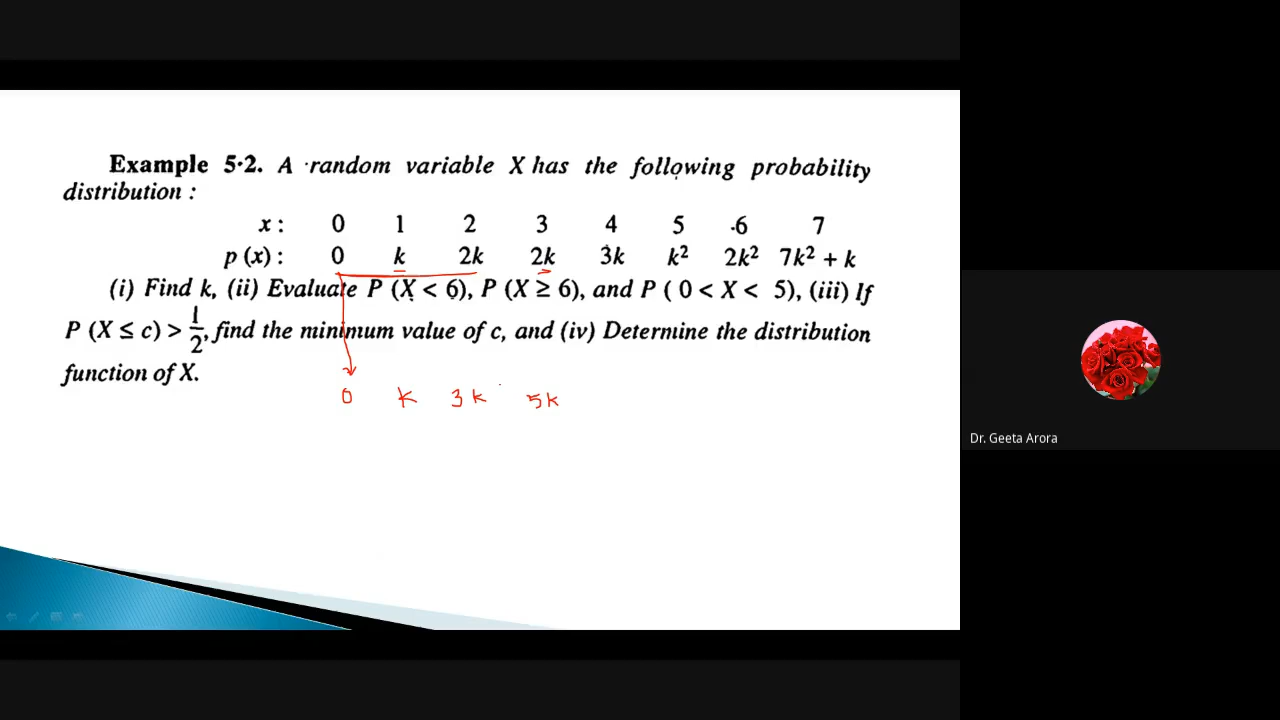 Example 5·2. A random variable X has the following probability
distribution :
x : 0 1 2 3 4 5 6 7
p (x) : 0 k 2k 2k 3k k² 2k² 7k² + k
(i) Find k, (ii) Evaluate P (X < 6), P (X ≥ 6), and P ( 0 < X < 5), (iii) If
P (X ≤ c) > 1/2, find the minimum value of c, and (iv) Determine the distribution
function of X.
0 k 3k 5k
Dr. Geeta Arora